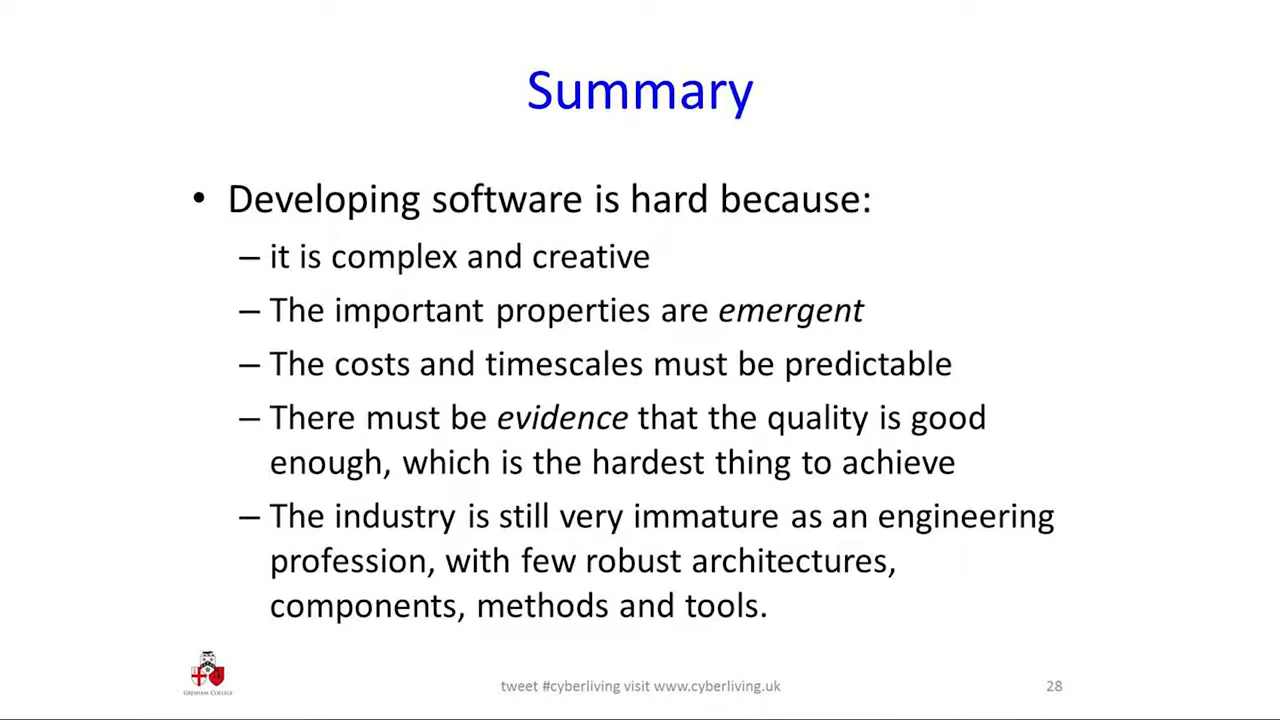 Summary
• Developing software is hard because:
– it is complex and creative
– The important properties are emergent
– The costs and timescales must be predictable
– There must be evidence that the quality is good
enough, which is the hardest thing to achieve
– The industry is still very immature as an engineering
profession, with few robust architectures,
components, methods and tools.
GRESHAM COLLEGE
tweet #cyberliving visit www.cyberliving.uk
28